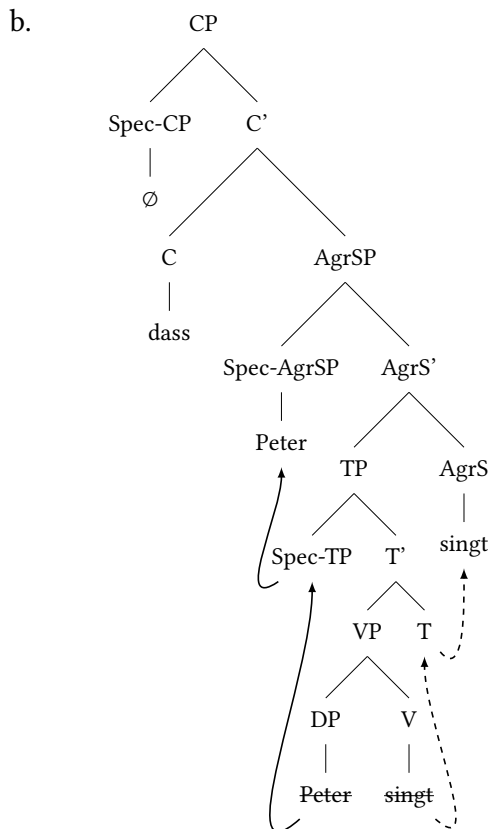 b.
CP
Spec-CP C’
∅
C AgrSP
dass
Spec-AgrSP AgrS’
Peter
TP AgrS
singt
Spec-TP T’
VP T
DP V
Peter singt